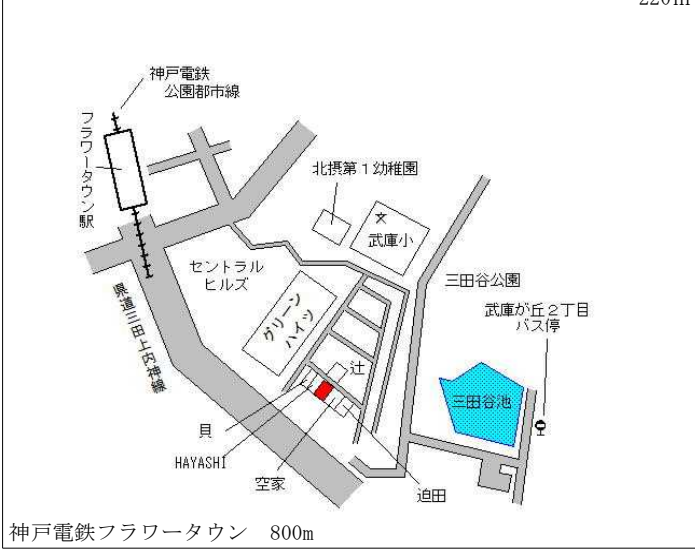 220m
神戸電鉄
公園都市線
フラワータウン駅
北摂第1幼稚園
文
武庫小
セントラル
ヒルズ
三田谷公園
武庫が丘2丁目
バス停
県道三田上内神線
グリーン
ハイツ
辻
三田谷池
貝
HAYASHI
空家
迫田
神戸電鉄フラワータウン 800m